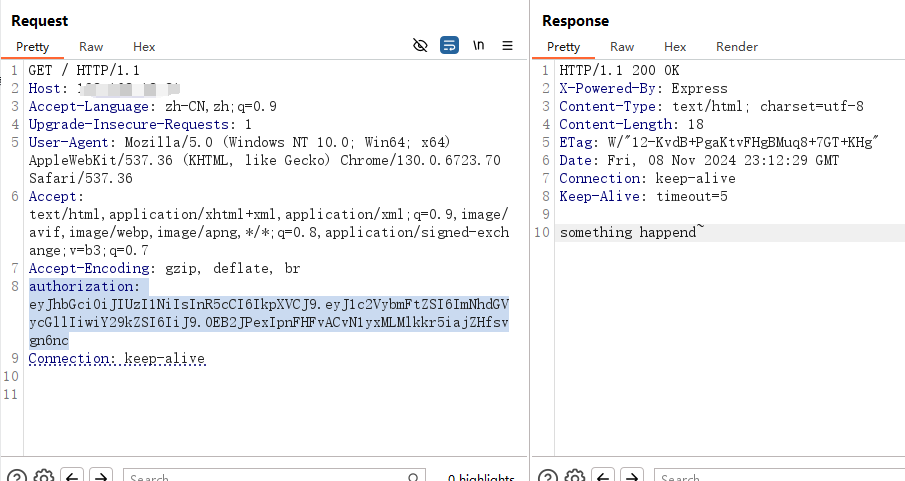 Request
Pretty Raw Hex
\n
1 GET / HTTP/1.1
2 Host:
3 Accept-Language: zh-CN,zh;q=0.9
4 Upgrade-Insecure-Requests: 1
5 User-Agent: Mozilla/5.0 (Windows NT 10.0; Win64; x64)
AppleWebKit/537.36 (KHTML, like Gecko) Chrome/130.0.6723.70
Safari/537.36
6 Accept:
text/html,application/xhtml+xml,application/xml;q=0.9,image/
avif,image/webp,image/apng,*/*;q=0.8,application/signed-exch
ange;v=b3;q=0.7
7 Accept-Encoding: gzip, deflate, br
8 authorization:
eyJhbGciOiJIUzI1NiIsInR5cCI6IkpXVCJ9.eyJ1c2VybmFtZSI6ImNhdGV
ycGllIiwiY29kZSI6IiJ9.OEB2JPexIpnFHFvACvN1yxMLMlkkr5iajZHfsv
gn6nc
9 Connection: keep-alive
10
11
Search
0 highlights
Response
Pretty Raw Hex Render
1 HTTP/1.1 200 OK
2 X-Powered-By: Express
3 Content-Type: text/html; charset=utf-8
4 Content-Length: 18
5 ETag: W/"12-KvdB+PgaKtvFHgBMuq8+7GT+KHg"
6 Date: Fri, 08 Nov 2024 23:12:29 GMT
7 Connection: keep-alive
8 Keep-Alive: timeout=5
9
10 something happend~
Search